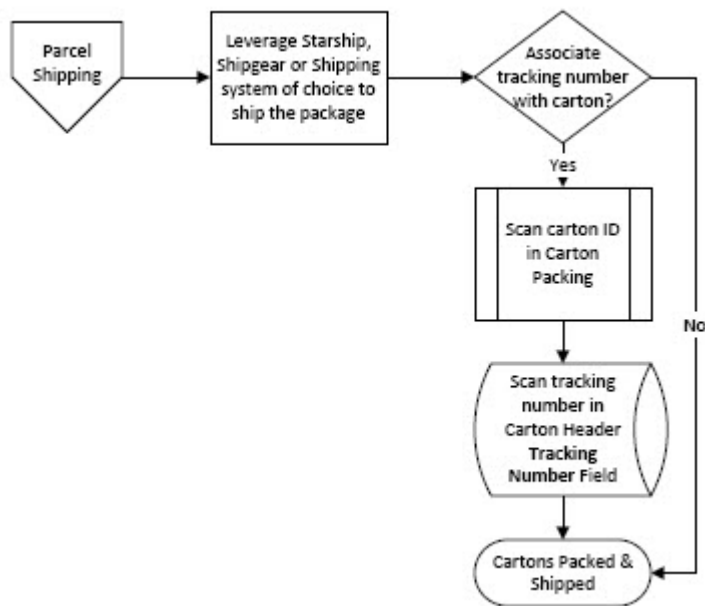 Parcel
Shipping
Leverage Starship,
Shipgear or Shipping
system of choice to
ship the package
Associate
tracking number
with carton?
Yes
Scan carton ID
in Carton
Packing
No
Scan tracking
number in
Carton Header
Tracking
Number Field
Cartons Packed &
Shipped